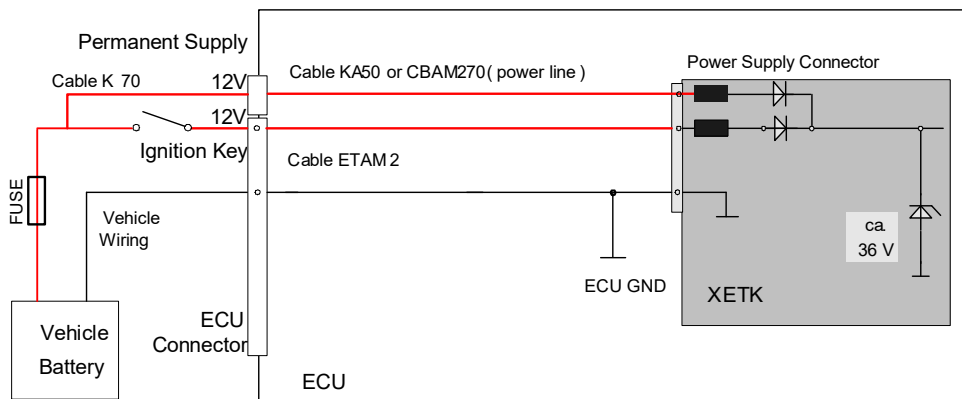 Permanent Supply
Cable K 70
12V
Cable KA50 or CBAM270( power line )
Power Supply Connector
12V
Ignition Key
Cable ETAM 2
FUSE
Vehicle
Wiring
ca.
36 V
ECU GND
XETK
Vehicle
Battery
ECU
Connector
ECU